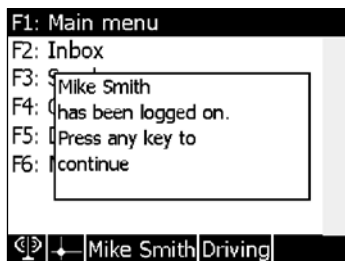 F1: Main menu
F2: Inbox
F3:
F4:
F5:
F6:
Mike Smith
has been logged on.
Press any key to
continue
Mike Smith Driving